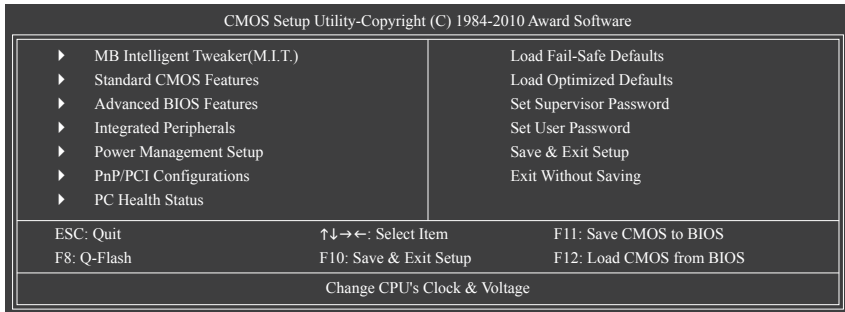 CMOS Setup Utility-Copyright (C) 1984-2010 Award Software
MB Intelligent Tweaker(M.I.T.)
Standard CMOS Features
Advanced BIOS Features
Integrated Peripherals
Power Management Setup
PnP/PCI Configurations
PC Health Status
Load Fail-Safe Defaults
Load Optimized Defaults
Set Supervisor Password
Set User Password
Save & Exit Setup
Exit Without Saving
ESC: Quit ↑↓→←: Select Item F11: Save CMOS to BIOS
F8: Q-Flash F10: Save & Exit Setup F12: Load CMOS from BIOS
Change CPU's Clock & Voltage